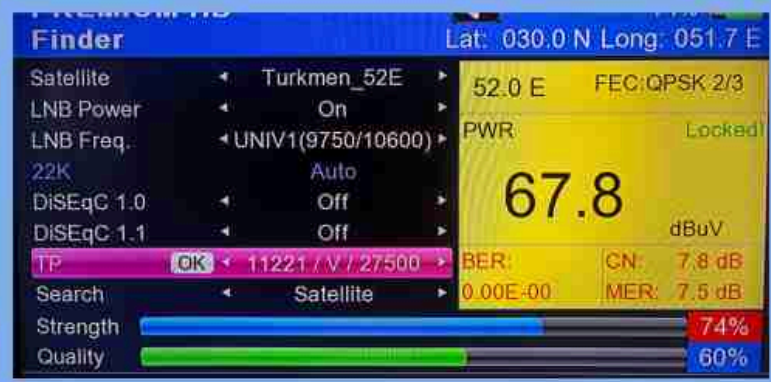 PREMIUM HD
Finder
Lat: 030.0 N Long: 051.7 E
Satellite Turkmen_52E
LNB Power On
LNB Freq. UNIV1(9750/10600)
22K Auto
DiSEqC 1.0 Off
DiSEqC 1.1 Off
TP OK 11221 / V / 27500
Search Satellite
Strength 74%
Quality 60%
52.0 E FEC:QPSK 2/3
PWR Locked!
67.8
dBuV
BER: CN: 7.8 dB
0.00E-00 MER: 7.5 dB